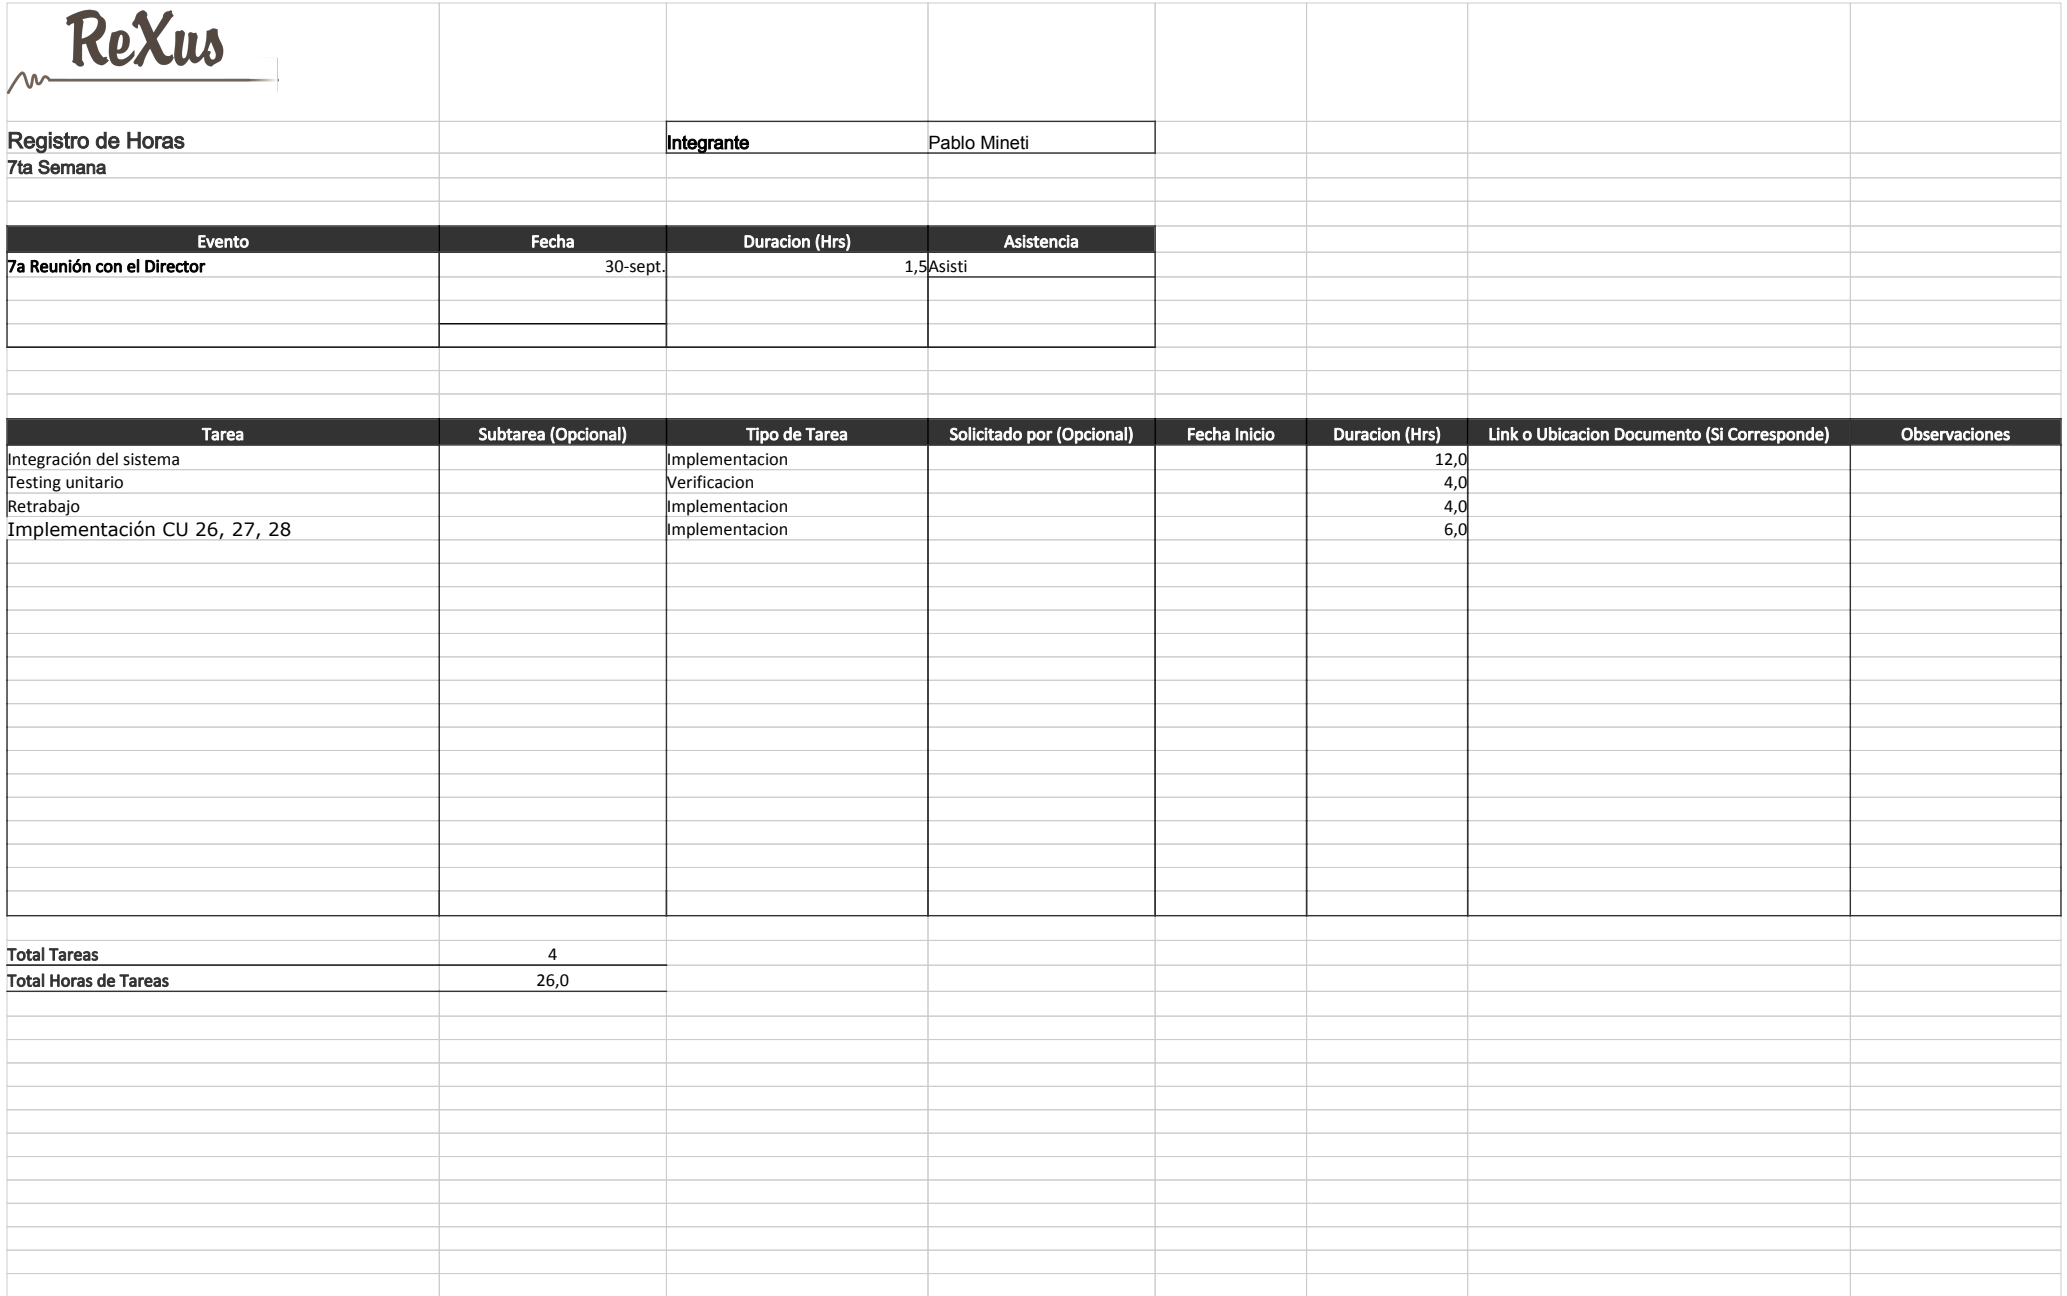 ReXus
Registro de Horas Integrante Pablo Mineti
7ta Semana
Evento Fecha Duracion (Hrs) Asistencia
7a Reunión con el Director 30-sept. 1,5 Asisti
Tarea Subtarea (Opcional) Tipo de Tarea Solicitado por (Opcional) Fecha Inicio Duracion (Hrs) Link o Ubicacion Documento (Si Corresponde) Observaciones
Integración del sistema Implementacion 12,0
Testing unitario Verificacion 4,0
Retrabajo Implementacion 4,0
Implementación CU 26, 27, 28 Implementacion 6,0
Total Tareas 4
Total Horas de Tareas 26,0